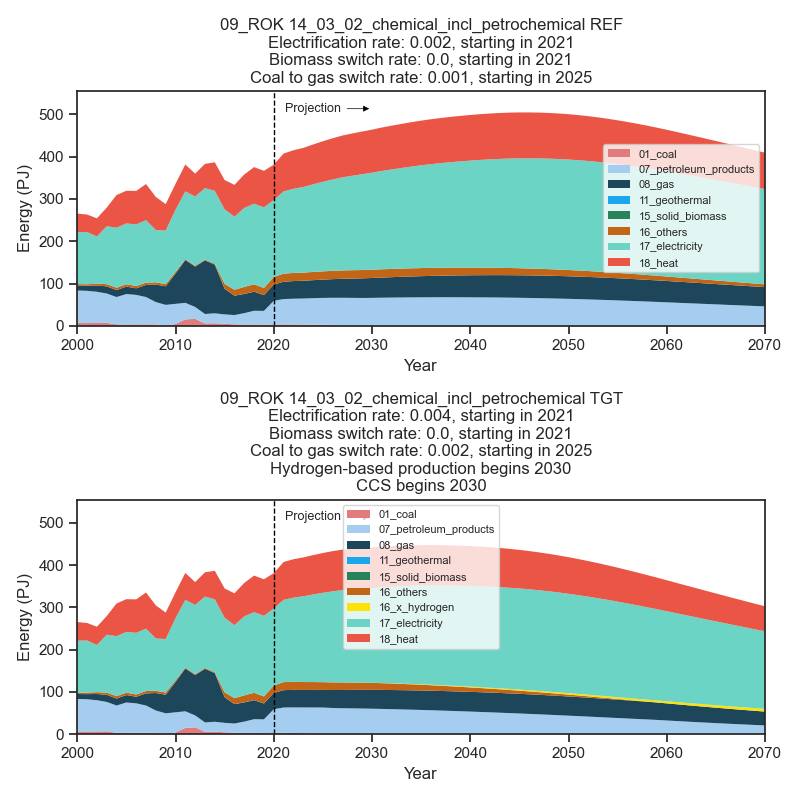 09_ROK 14_03_02_chemical_incl_petrochemical REF
Electrification rate: 0.002, starting in 2021
Biomass switch rate: 0.0, starting in 2021
Coal to gas switch rate: 0.001, starting in 2025
Energy (PJ)
500
400
300
200
100
0
Projection
01_coal
07_petroleum_products
08_gas
11_geothermal
15_solid_biomass
16_others
17_electricity
18_heat
2000 2010 2020 2030 2040 2050 2060 2070
Year
09_ROK 14_03_02_chemical_incl_petrochemical TGT
Electrification rate: 0.004, starting in 2021
Biomass switch rate: 0.0, starting in 2021
Coal to gas switch rate: 0.002, starting in 2025
Hydrogen-based production begins 2030
CCS begins 2030
Energy (PJ)
500
400
300
200
100
0
Projection
01_coal
07_petroleum_products
08_gas
11_geothermal
15_solid_biomass
16_others
16_x_hydrogen
17_electricity
18_heat
2000 2010 2020 2030 2040 2050 2060 2070
Year